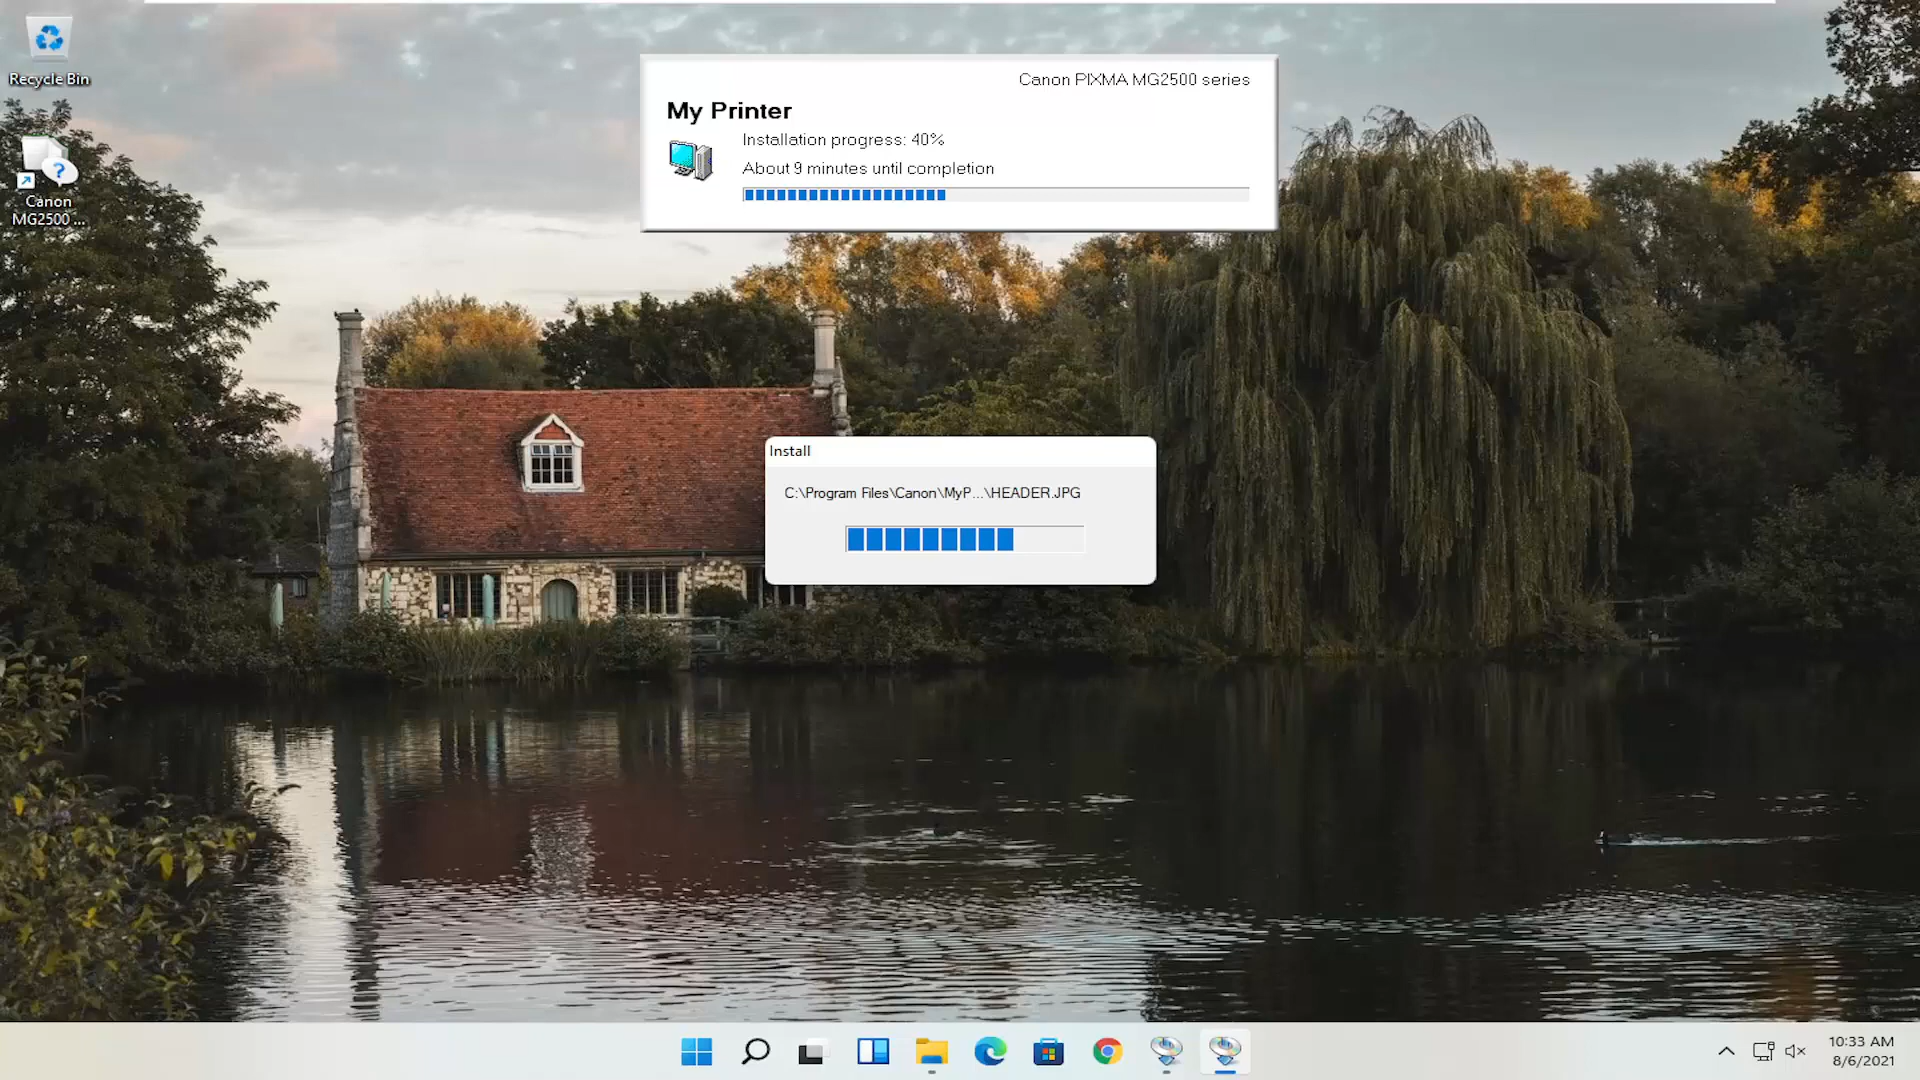 Recycle Bin
Canon
MG2500 ...
Canon PIXMA MG2500 series
My Printer
Installation progress: 40%
About 9 minutes until completion
Install
C:\Program Files\Canon\MyP...\HEADER.JPG
10:33 AM
8/6/2021